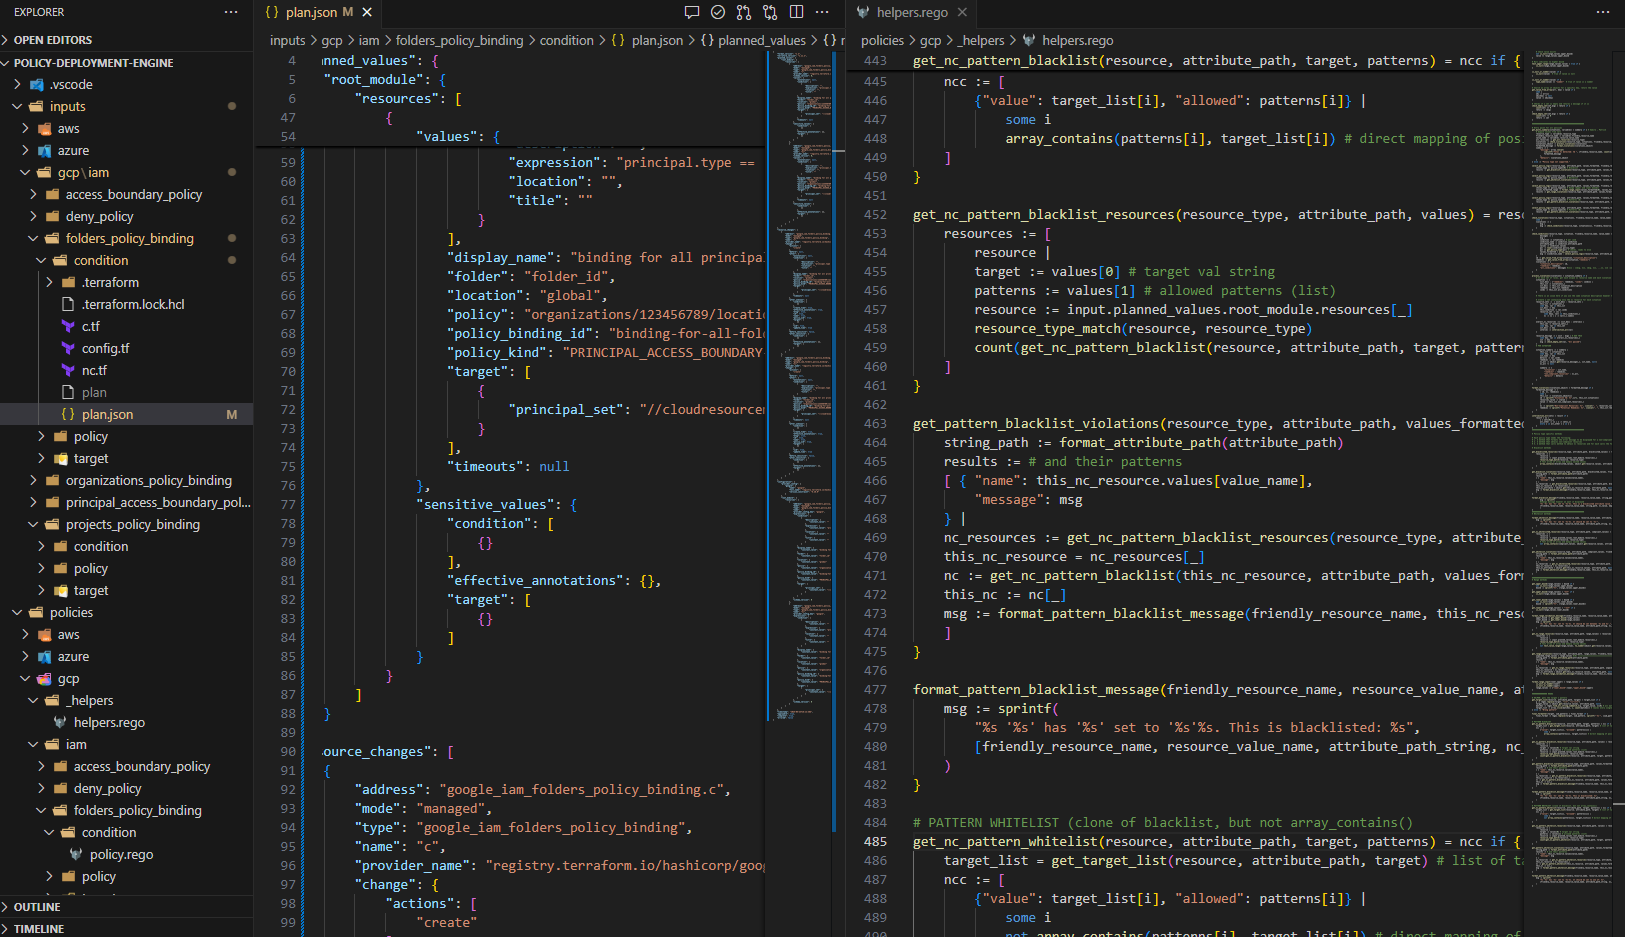 EXPLORER
OPEN EDITORS
POLICY-DEPLOYMENT-ENGINE
.vscode
inputs
aws
azure
gcp\iam
access_boundary_policy
deny_policy
folders_policy_binding
condition
.terraform
.terraform.lock.hcl
c.tf
config.tf
nc.tf
plan
plan.json M
policy
target
organizations_policy_binding
principal_access_boundary_pol...
projects_policy_binding
condition
policy
target
policies
aws
azure
gcp
_helpers
helpers.rego
iam
access_boundary_policy
deny_policy
folders_policy_binding
condition
policy.rego
policy
OUTLINE
TIMELINE
{} plan.json M
inputs > gcp > iam > folders_policy_binding > condition > {} plan.json > {} planned_values > {} r
4 nned_values": {
5 "root_module": {
6 "resources": [
47 {
54 "values": {
59 "expression": "principal.type ==
60 "location": "",
61 "title": ""
62 }
63 ],
64 "display_name": "binding for all principal
65 "folder": "folder_id",
66 "location": "global",
67 "policy": "organizations/123456789/locatio
68 "policy_binding_id": "binding-for-all-fol
69 "policy_kind": "PRINCIPAL_ACCESS_BOUNDARY
70 "target": [
71 {
72 "principal_set": "//cloudresourcem
73 }
74 ],
75 "timeouts": null
76 },
77 "sensitive_values": {
78 "condition": [
79 {}
80 ],
81 "effective_annotations": {},
82 "target": [
83 {}
84 ]
85 }
86 }
87 ]
88 }
89
90 ource_changes": [
91 {
92 "address": "google_iam_folders_policy_binding.c",
93 "mode": "managed",
94 "type": "google_iam_folders_policy_binding",
95 "name": "c",
96 "provider_name": "registry.terraform.io/hashicorp/goog
97 "change": {
98 "actions": [
99 "create"
helpers.rego
policies > gcp > _helpers > helpers.rego
443 get_nc_pattern_blacklist(resource, attribute_path, target, patterns) = ncc if {
445 ncc := [
446 {"value": target_list[i], "allowed": patterns[i]} |
447 some i
448 array_contains(patterns[i], target_list[i]) # direct mapping of pos
449 ]
450 }
451
452 get_nc_pattern_blacklist_resources(resource_type, attribute_path, values) = reso
453 resources := [
454 resource |
455 target := values[0] # target val string
456 patterns := values[1] # allowed patterns (list)
457 resource := input.planned_values.root_module.resources[_]
458 resource_type_match(resource, resource_type)
459 count(get_nc_pattern_blacklist(resource, attribute_path, target, patter
460 ]
461 }
462
463 get_pattern_blacklist_violations(resource_type, attribute_path, values_formatted
464 string_path := format_attribute_path(attribute_path)
465 results := # and their patterns
466 [ { "name": this_nc_resource.values[value_name],
467 "message": msg
468 } |
469 nc_resources := get_nc_pattern_blacklist_resources(resource_type, attribute_
470 this_nc_resource = nc_resources[_]
471 nc := get_nc_pattern_blacklist(this_nc_resource, attribute_path, values_for
472 this_nc := nc[_]
473 msg := format_pattern_blacklist_message(friendly_resource_name, this_nc_reso
474 ]
475 }
476
477 format_pattern_blacklist_message(friendly_resource_name, resource_value_name, at
478 msg := sprintf(
479 "%s '%s' has '%s' set to '%s'%s. This is blacklisted: %s",
480 [friendly_resource_name, resource_value_name, attribute_path_string, nc_
481 )
482 }
483
484 # PATTERN WHITELIST (clone of blacklist, but not array_contains()
485 get_nc_pattern_whitelist(resource, attribute_path, target, patterns) = ncc if {
486 target_list = get_target_list(resource, attribute_path, target) # list of ta
487 ncc := [
488 {"value": target_list[i], "allowed": patterns[i]} |
489 some i
490 not array_contains(patterns[i], target_list[i]) # direct mapping of